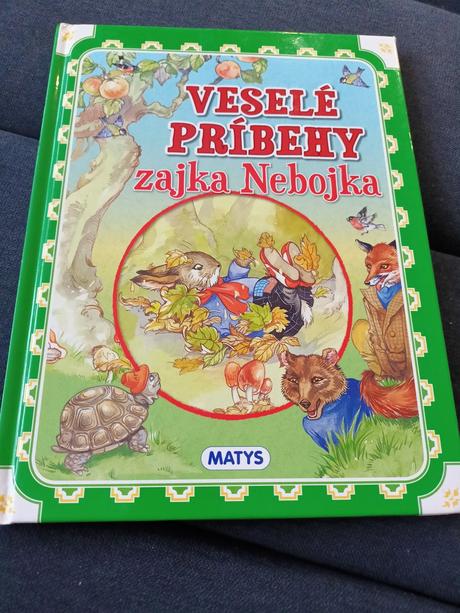 VESELÉ
PRÍBEHY
zajka Nebojka
MATYS